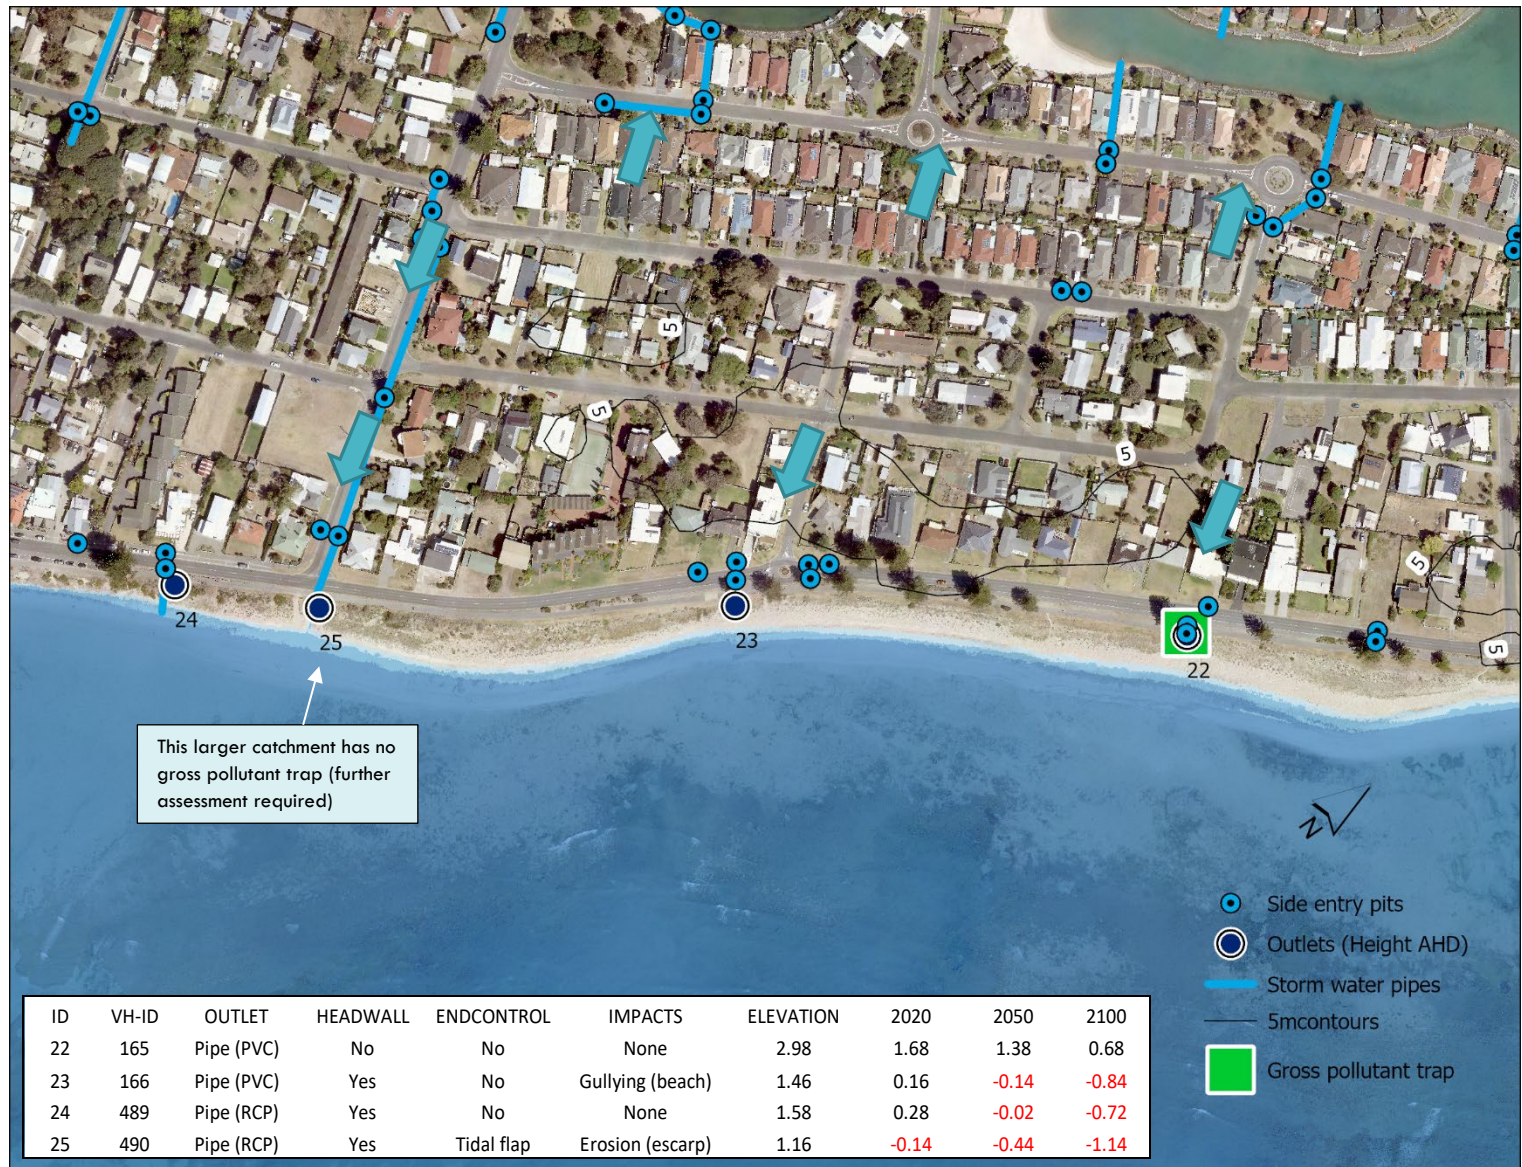 5
5
5
5
5
24
25
23
22
This larger catchment has no
gross pollutant trap (further
assessment required)
N
Side entry pits
Outlets (Height AHD)
Storm water pipes
5mcontours
Gross pollutant trap
ID VH-ID OUTLET HEADWALL ENDCONTROL IMPACTS ELEVATION 2020 2050 2100
22 165 Pipe (PVC) No No None 2.98 1.68 1.38 0.68
23 166 Pipe (PVC) Yes No Gullying (beach) 1.46 0.16 -0.14 -0.84
24 489 Pipe (RCP) Yes No None 1.58 0.28 -0.02 -0.72
25 490 Pipe (RCP) Yes Tidal flap Erosion (escarp) 1.16 -0.14 -0.44 -1.14